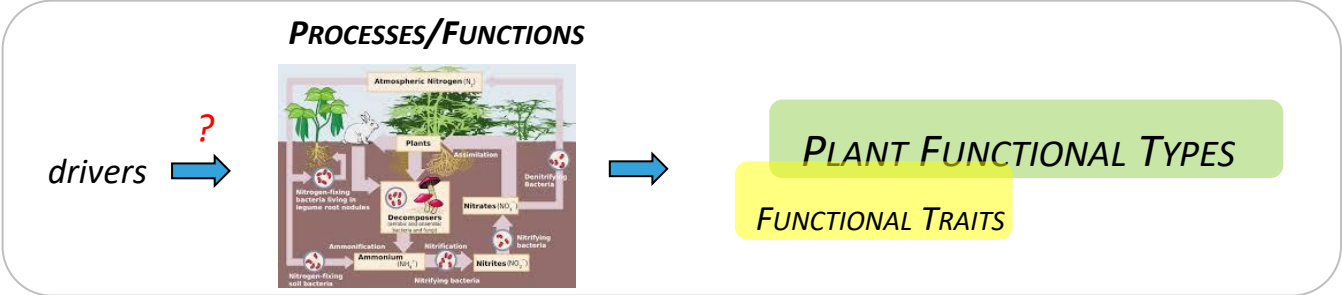 PROCESSES/FUNCTIONS
Atmospheric Nitrogen (N₂)
?
drivers
Plants
Assimilation
Denitrifying
Bacteria
Nitrogen-fixing
bacteria living in
legume root nodules
Decomposers
(aerobic and anaerobic
bacteria and fungi)
Nitrates (NO₃⁻)
Nitrifying
bacteria
Ammonification
Nitrification
Ammonium
(NH₄⁺)
Nitrites (NO₂⁻)
Nitrogen-fixing
soil bacteria
Nitrifying bacteria
PLANT FUNCTIONAL TYPES
FUNCTIONAL TRAITS